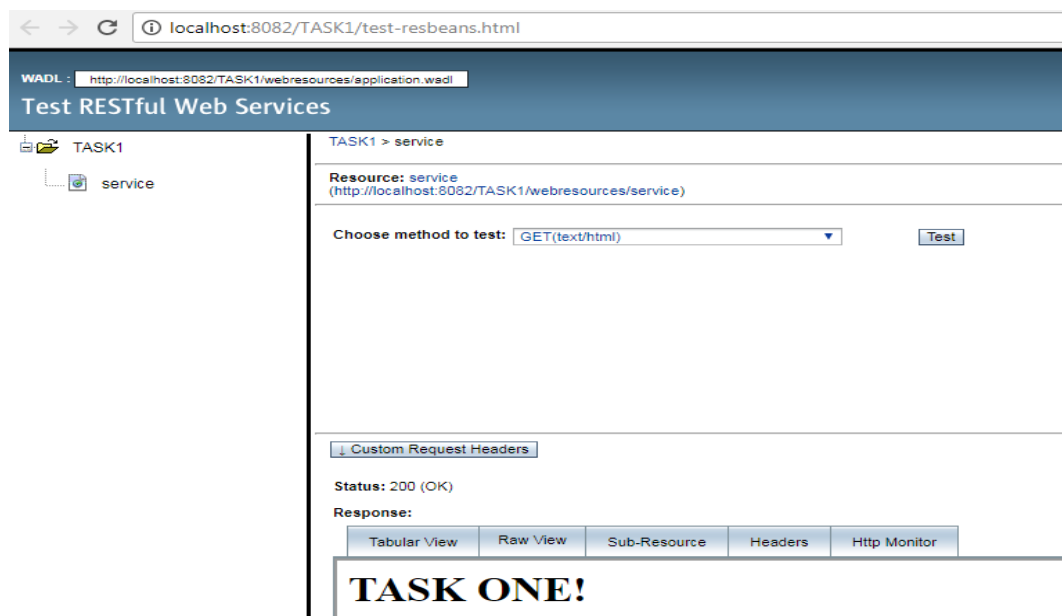 localhost:8082/TASK1/test-resbeans.html
WADL : http://localhost:8082/TASK1/webresources/application.wadl
Test RESTful Web Services
TASK1
service
TASK1 > service
Resource: service
(http://localhost:8082/TASK1/webresources/service)
Choose method to test: GET(text/html) Test
↓ Custom Request Headers
Status: 200 (OK)
Response:
Tabular View Raw View Sub-Resource Headers Http Monitor
TASK ONE!